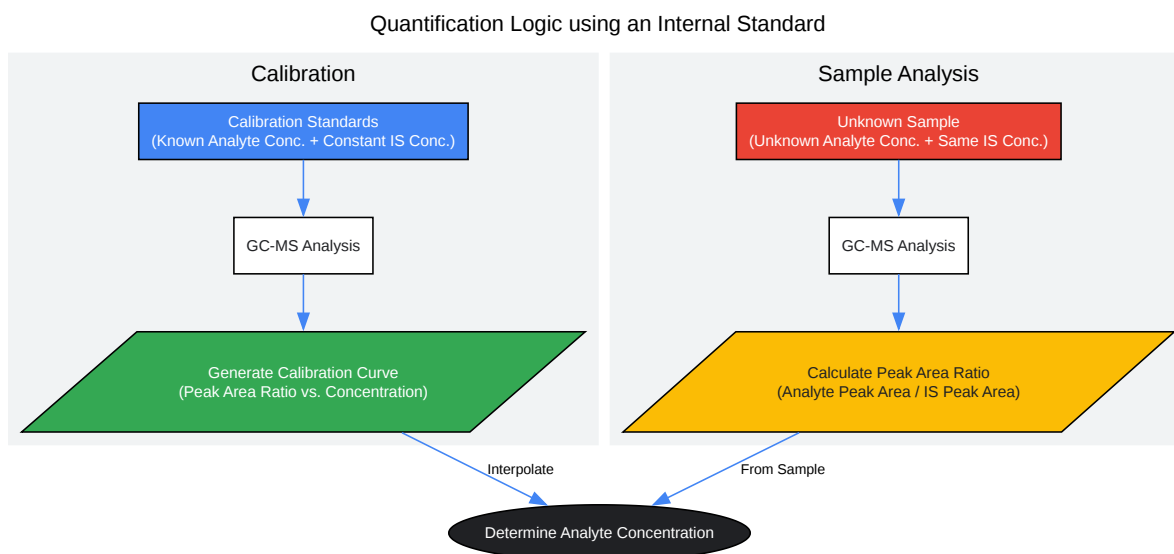 Quantification Logic using an Internal Standard
Calibration
Calibration Standards
(Known Analyte Conc. + Constant IS Conc.)
GC-MS Analysis
Generate Calibration Curve
(Peak Area Ratio vs. Concentration)
Sample Analysis
Unknown Sample
(Unknown Analyte Conc. + Same IS Conc.)
GC-MS Analysis
Calculate Peak Area Ratio
(Analyte Peak Area / IS Peak Area)
Interpolate
From Sample
Determine Analyte Concentration